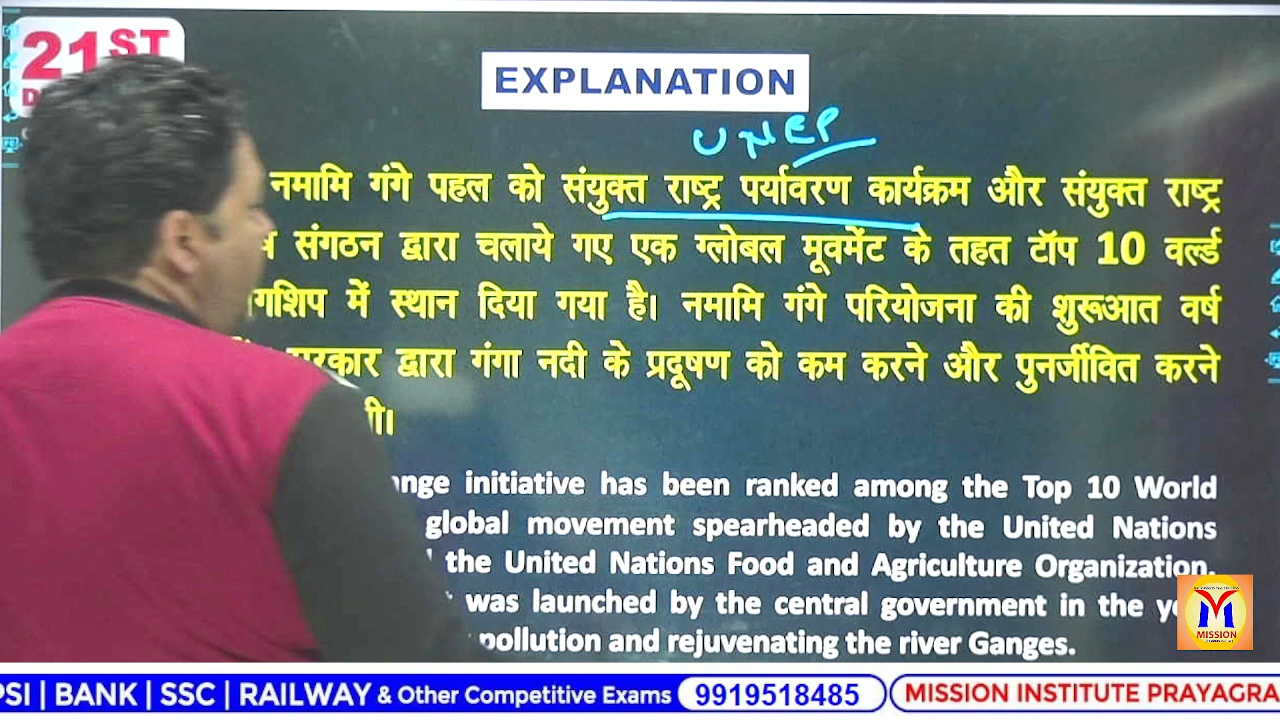 21ST
EXPLANATION
UNEP
नमामि गंगे पहल को संयुक्त राष्ट्र पर्यावरण कार्यक्रम और संयुक्त राष्ट्र
संगठन द्वारा चलाये गए एक ग्लोबल मूवमेंट के तहत टॉप 10 वर्ल्ड
में स्थान दिया गया है। नमामि गंगे परियोजना की शुरूआत वर्ष
द्वारा गंगा नदी के प्रदूषण को कम करने और पुनर्जीवित करने
initiative has been ranked among the Top 10 World
global movement spearheaded by the United Nations
the United Nations Food and Agriculture Organization.
was launched by the central government in the
pollution and rejuvenating the river Ganges.
MISSION
PSI | BANK | SSC | RAILWAY & Other Competitive Exams 9919518485 MISSION INSTITUTE PRAYAGRA